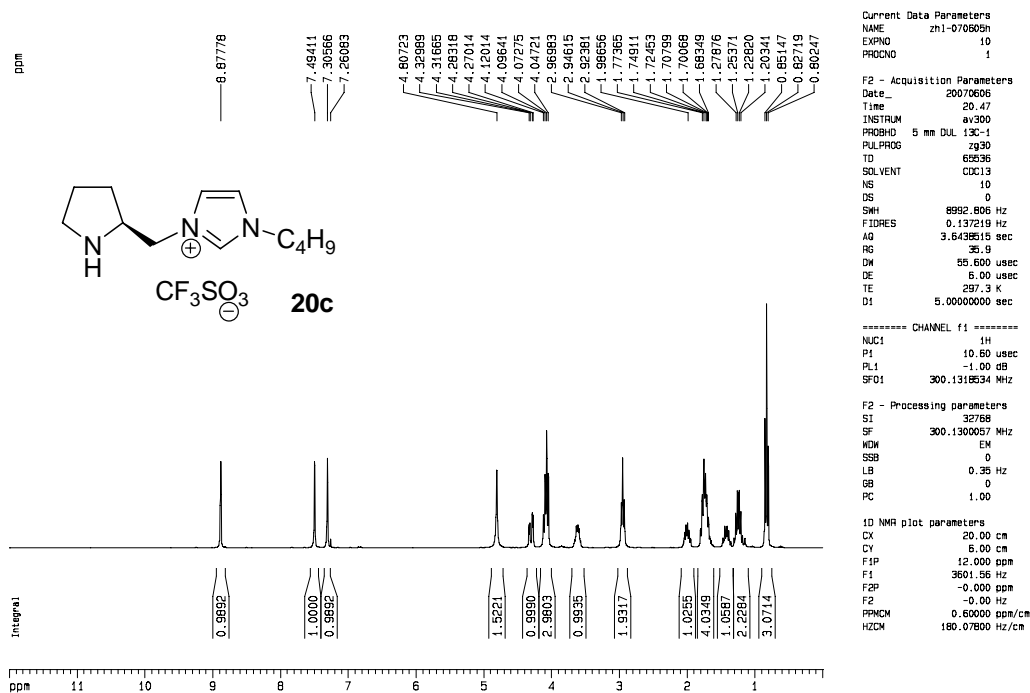 ppm
8.87778
7.49411
7.30566
7.26083
4.80723
4.32989
4.31665
4.28318
4.27014
4.12014
4.09641
4.07275
4.04721
2.96983
2.94615
2.92381
1.98656
1.77365
1.74911
1.72453
1.70799
1.70068
1.68349
1.27876
1.25371
1.22820
1.20341
0.85147
0.82719
0.80247
N
H
N
⊕
N
C4H9
CF3SO3
⊖
20c
Integral
0.9892
1.0000
0.9892
1.5221
0.9990
2.9803
0.9935
1.9317
1.0255
4.0349
1.0587
2.2284
3.0714
ppm 11 10 9 8 7 6 5 4 3 2 1
Current Data Parameters
NAME zhl-070605h
EXPNO 10
PROCNO 1
F2 - Acquisition Parameters
Date_ 20070606
Time 20.47
INSTRUM av300
PROBHD 5 mm DUL 13C-1
PULPROG zg30
TD 65536
SOLVENT CDCl3
NS 10
DS 0
SWH 8992.806 Hz
FIDRES 0.137219 Hz
AQ 3.6438515 sec
RG 35.9
DW 55.600 usec
DE 6.00 usec
TE 297.3 K
D1 5.00000000 sec
======== CHANNEL f1 ========
NUC1 1H
P1 10.60 usec
PL1 -1.00 dB
SFO1 300.1318534 MHz
F2 - Processing parameters
SI 32768
SF 300.1300057 MHz
WDW EM
SSB 0
LB 0.35 Hz
GB 0
PC 1.00
1D NMR plot parameters
CX 20.00 cm
CY 6.00 cm
F1P 12.000 ppm
F1 3601.56 Hz
F2P -0.000 ppm
F2 -0.00 Hz
PPMCM 0.60000 ppm/cm
HZCM 180.07800 Hz/cm